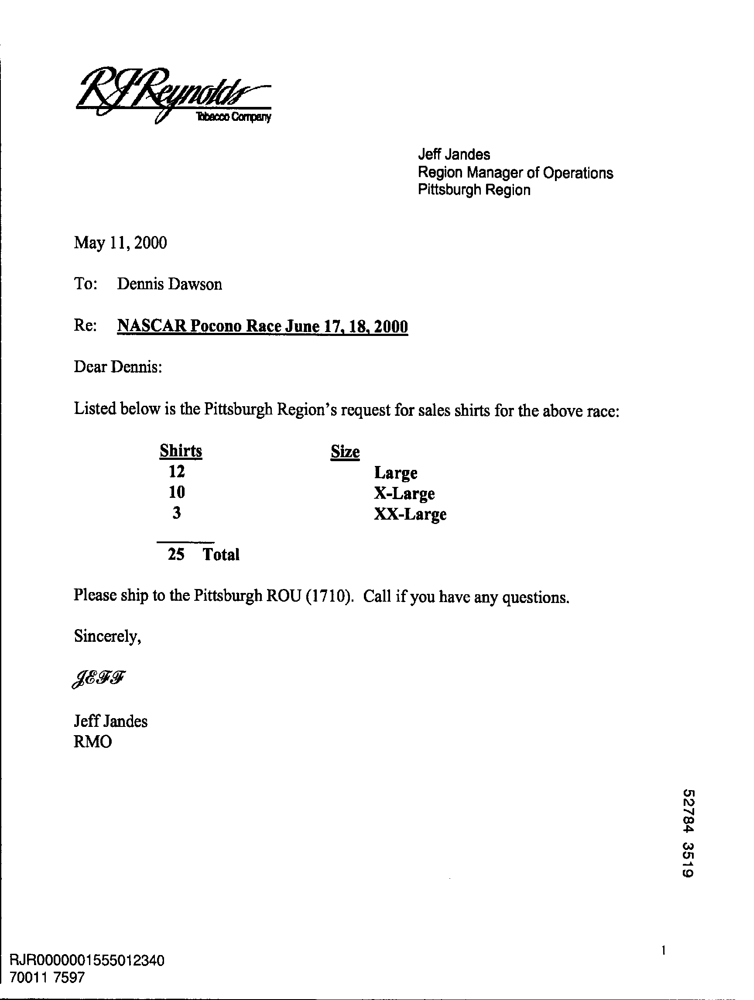 RJReynolds
Tobacco Company
Jeff Jandes
Region Manager of Operations
Pittsburgh Region
May 11, 2000
To: Dennis Dawson
Re: NASCAR Pocono Race June 17, 18, 2000
Dear Dennis:
Listed below is the Pittsburgh Region's request for sales shirts for the above race:
Shirts Size
12 Large
10 X-Large
3 XX-Large
25 Total
Please ship to the Pittsburgh ROU (1710). Call if you have any questions.
Sincerely,
JEFF
Jeff Jandes
RMO
52784 3519
1
RJR0000001555012340
70011 7597